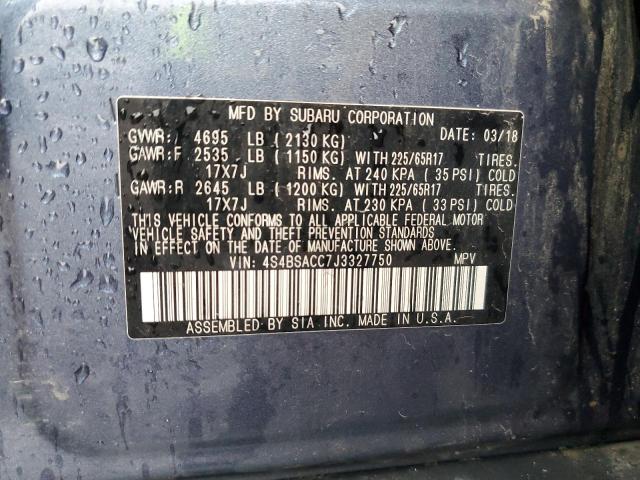 MFD BY SUBARU CORPORATION
GVWR: 4695 LB ( 2130 KG) DATE: 03/18
GAWR:F 2535 LB ( 1150 KG) WITH 225/65R17 TIRES.
17X7J RIMS. AT 240 KPA ( 35 PSI) COLD
GAWR:R 2645 LB ( 1200 KG) WITH 225/65R17 TIRES.
17X7J RIMS. AT 230 KPA ( 33 PSI) COLD
THIS VEHICLE CONFORMS TO ALL APPLICABLE FEDERAL MOTOR
VEHICLE SAFETY AND THEFT PREVENTION STANDARDS
IN EFFECT ON THE DATE OF MANUFACTURE SHOWN ABOVE.
VIN: 4S4BSACC7J3327750 MPV
ASSEMBLED BY SIA INC. MADE IN U.S.A.